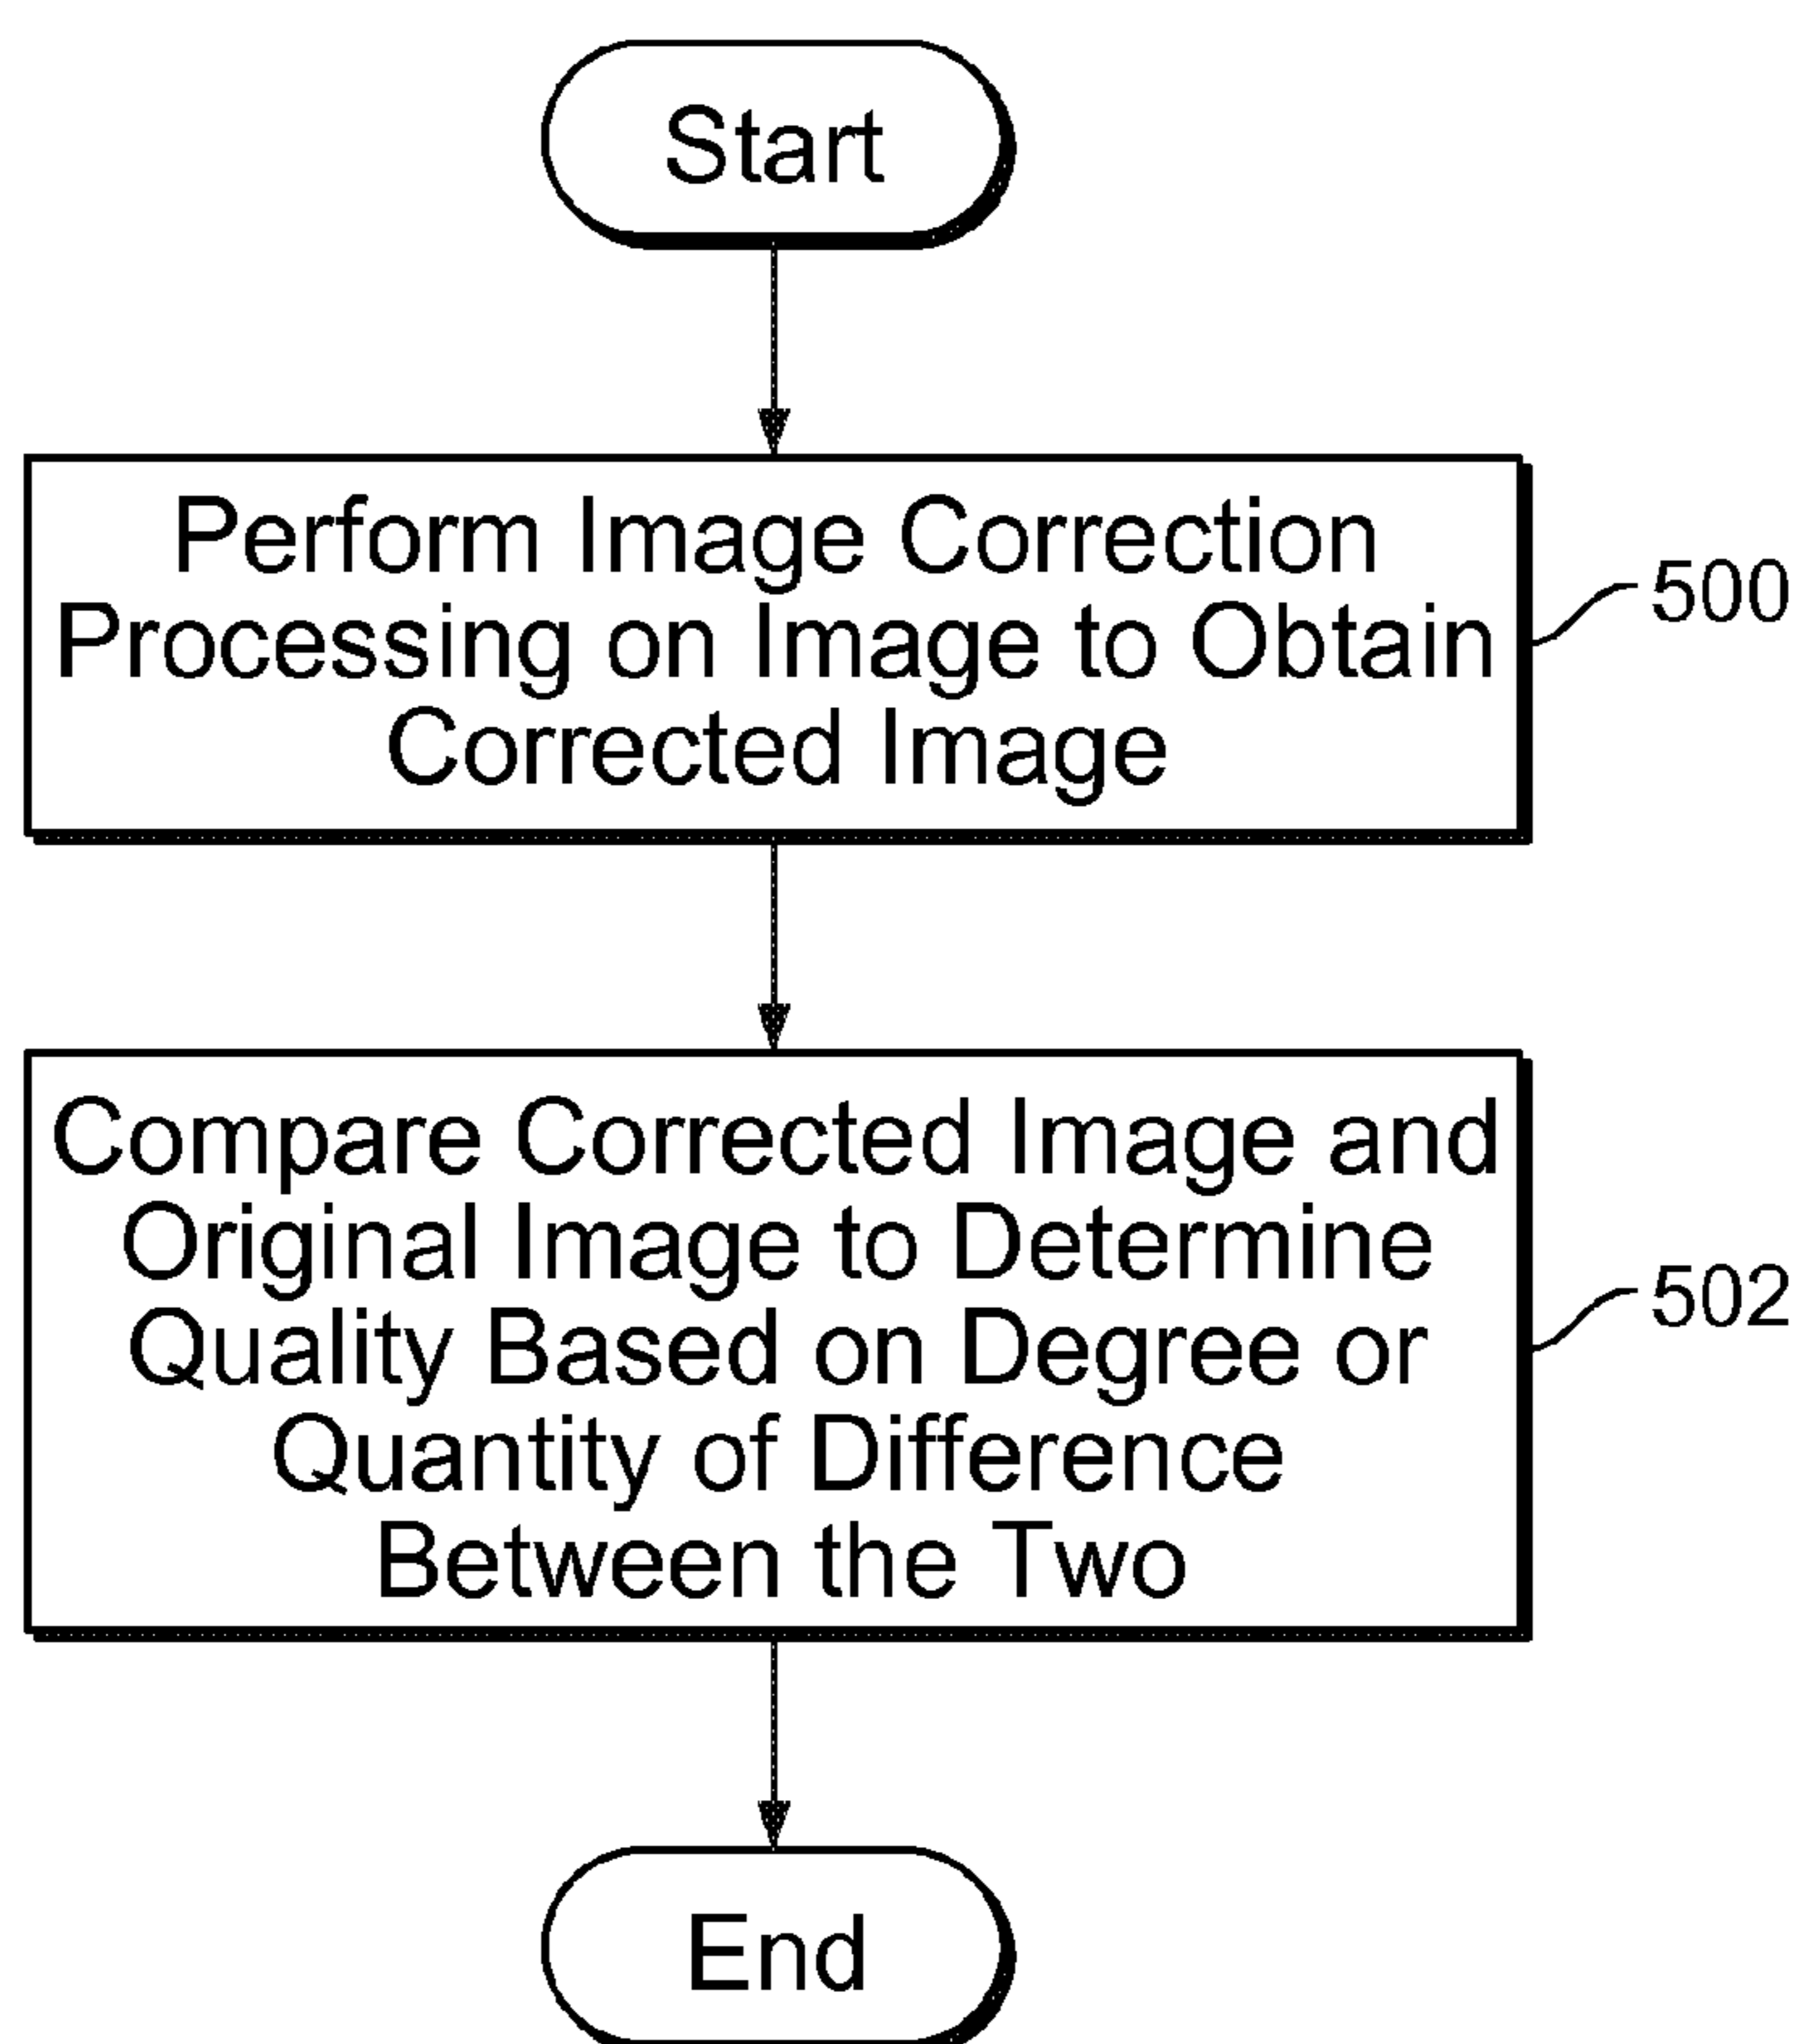 Start
Perform Image Correction
Processing on Image to Obtain
Corrected Image
500
Compare Corrected Image and
Original Image to Determine
Quality Based on Degree or
Quantity of Difference
Between the Two
502
End